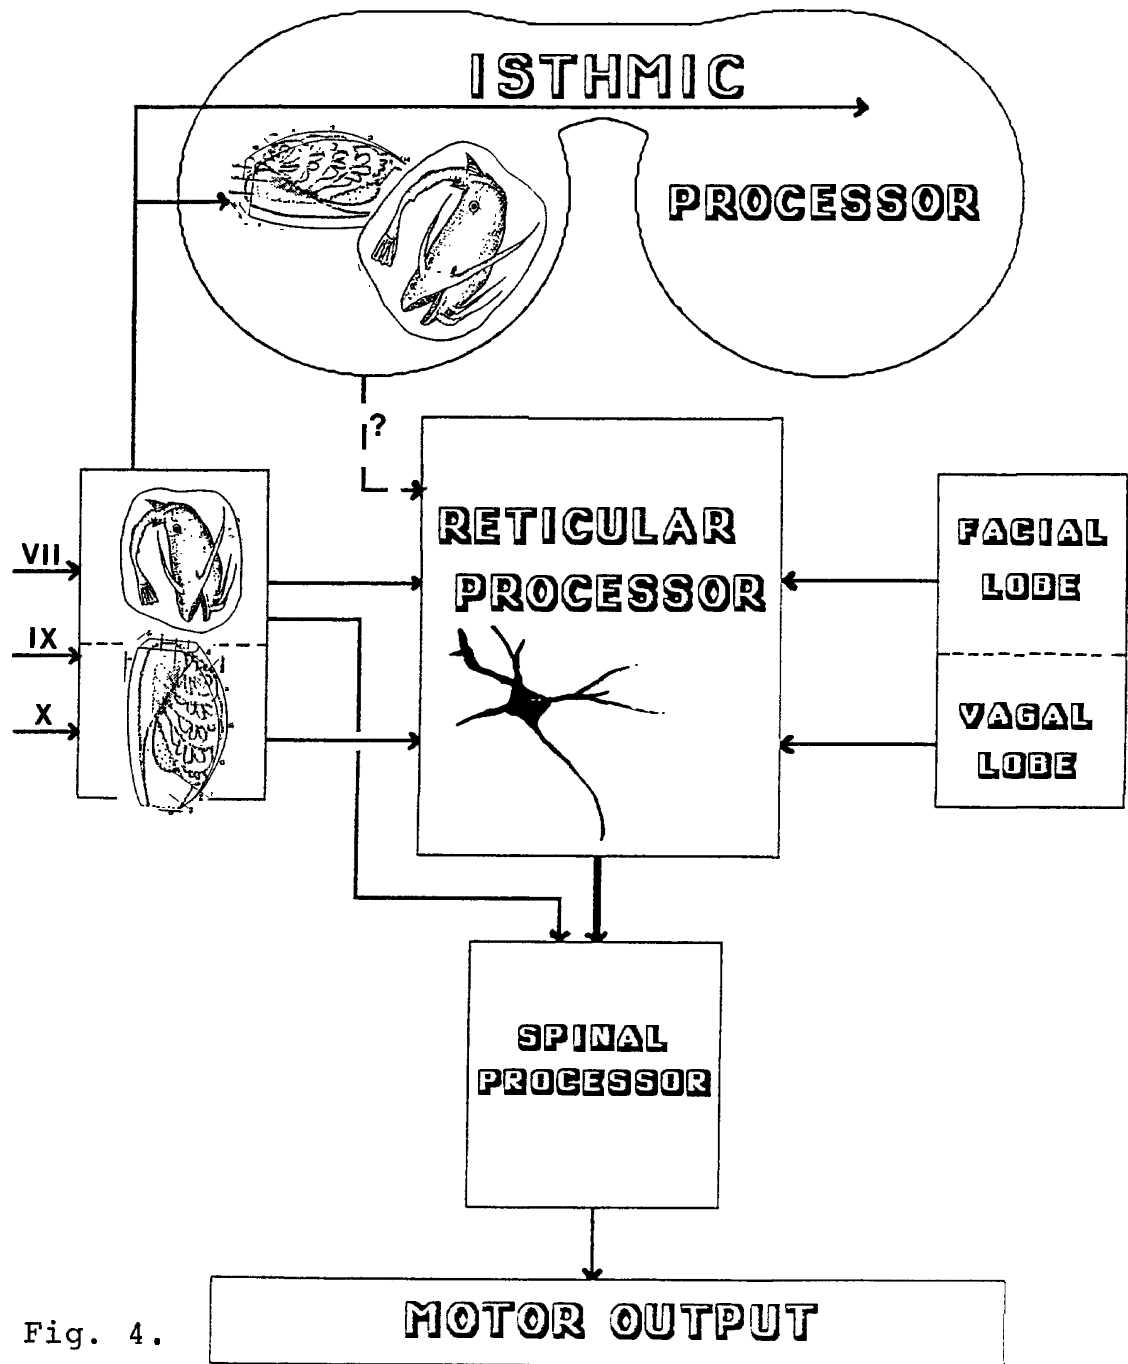 ISTHMIC
PROCESSOR
?
RETICULAR
PROCESSOR
FACIAL
LOBE
VII
IX
X
VAGAL
LOBE
SPINAL
PROCESSOR
MOTOR OUTPUT
Fig. 4.